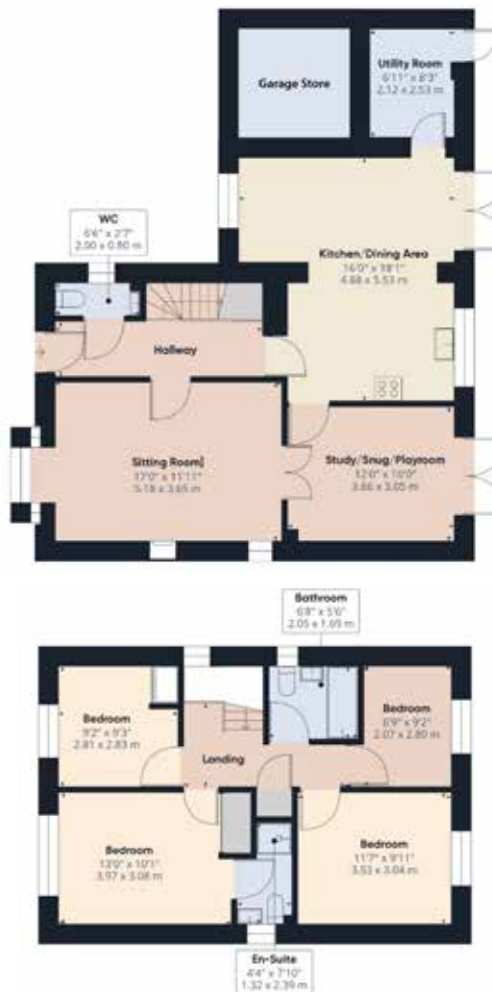 Garage Store
Utility Room
6'11" x 8'3"
2.12 x 2.53 m
WC
6'6" x 2'7"
2.00 x 0.80 m
Kitchen/Dining Area
16'0" x 18'1"
4.88 x 5.53 m
Hallway
Sitting Room]
17'0" x 11'11"
5.18 x 3.65 m
Study/Snug/Playroom
12'0" x 10'0"
3.66 x 3.05 m
Bathroom
6'8" x 5'6"
2.05 x 1.69 m
Bedroom
9'2" x 9'3"
2.81 x 2.83 m
Bedroom
6'9" x 9'2"
2.07 x 2.80 m
Landing
Bedroom
13'0" x 10'1"
3.97 x 3.08 m
Bedroom
11'7" x 9'11"
3.53 x 3.04 m
En-Suite
4'4" x 7'10"
1.32 x 2.39 m